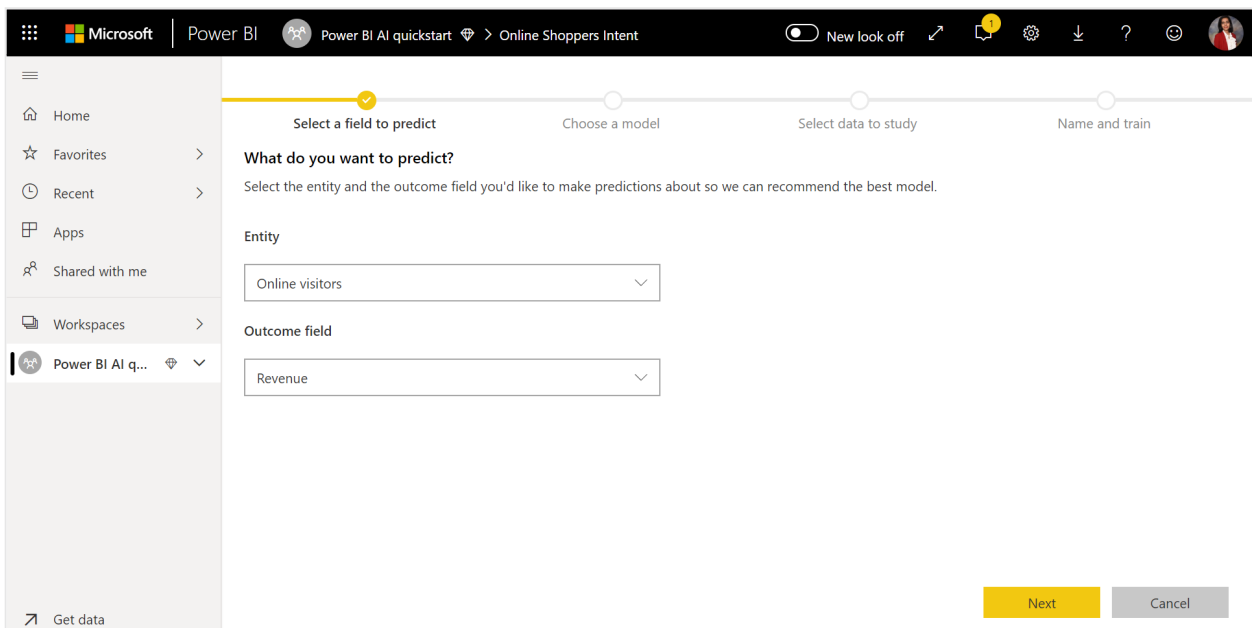 Microsoft Power BI Power BI AI quickstart > Online Shoppers Intent New look off 1 ?
Home
Favorites
Recent
Apps
Shared with me
Workspaces
Power BI AI q...
Get data
Select a field to predict Choose a model Select data to study Name and train
What do you want to predict?
Select the entity and the outcome field you'd like to make predictions about so we can recommend the best model.
Entity
Online visitors
Outcome field
Revenue
Next Cancel